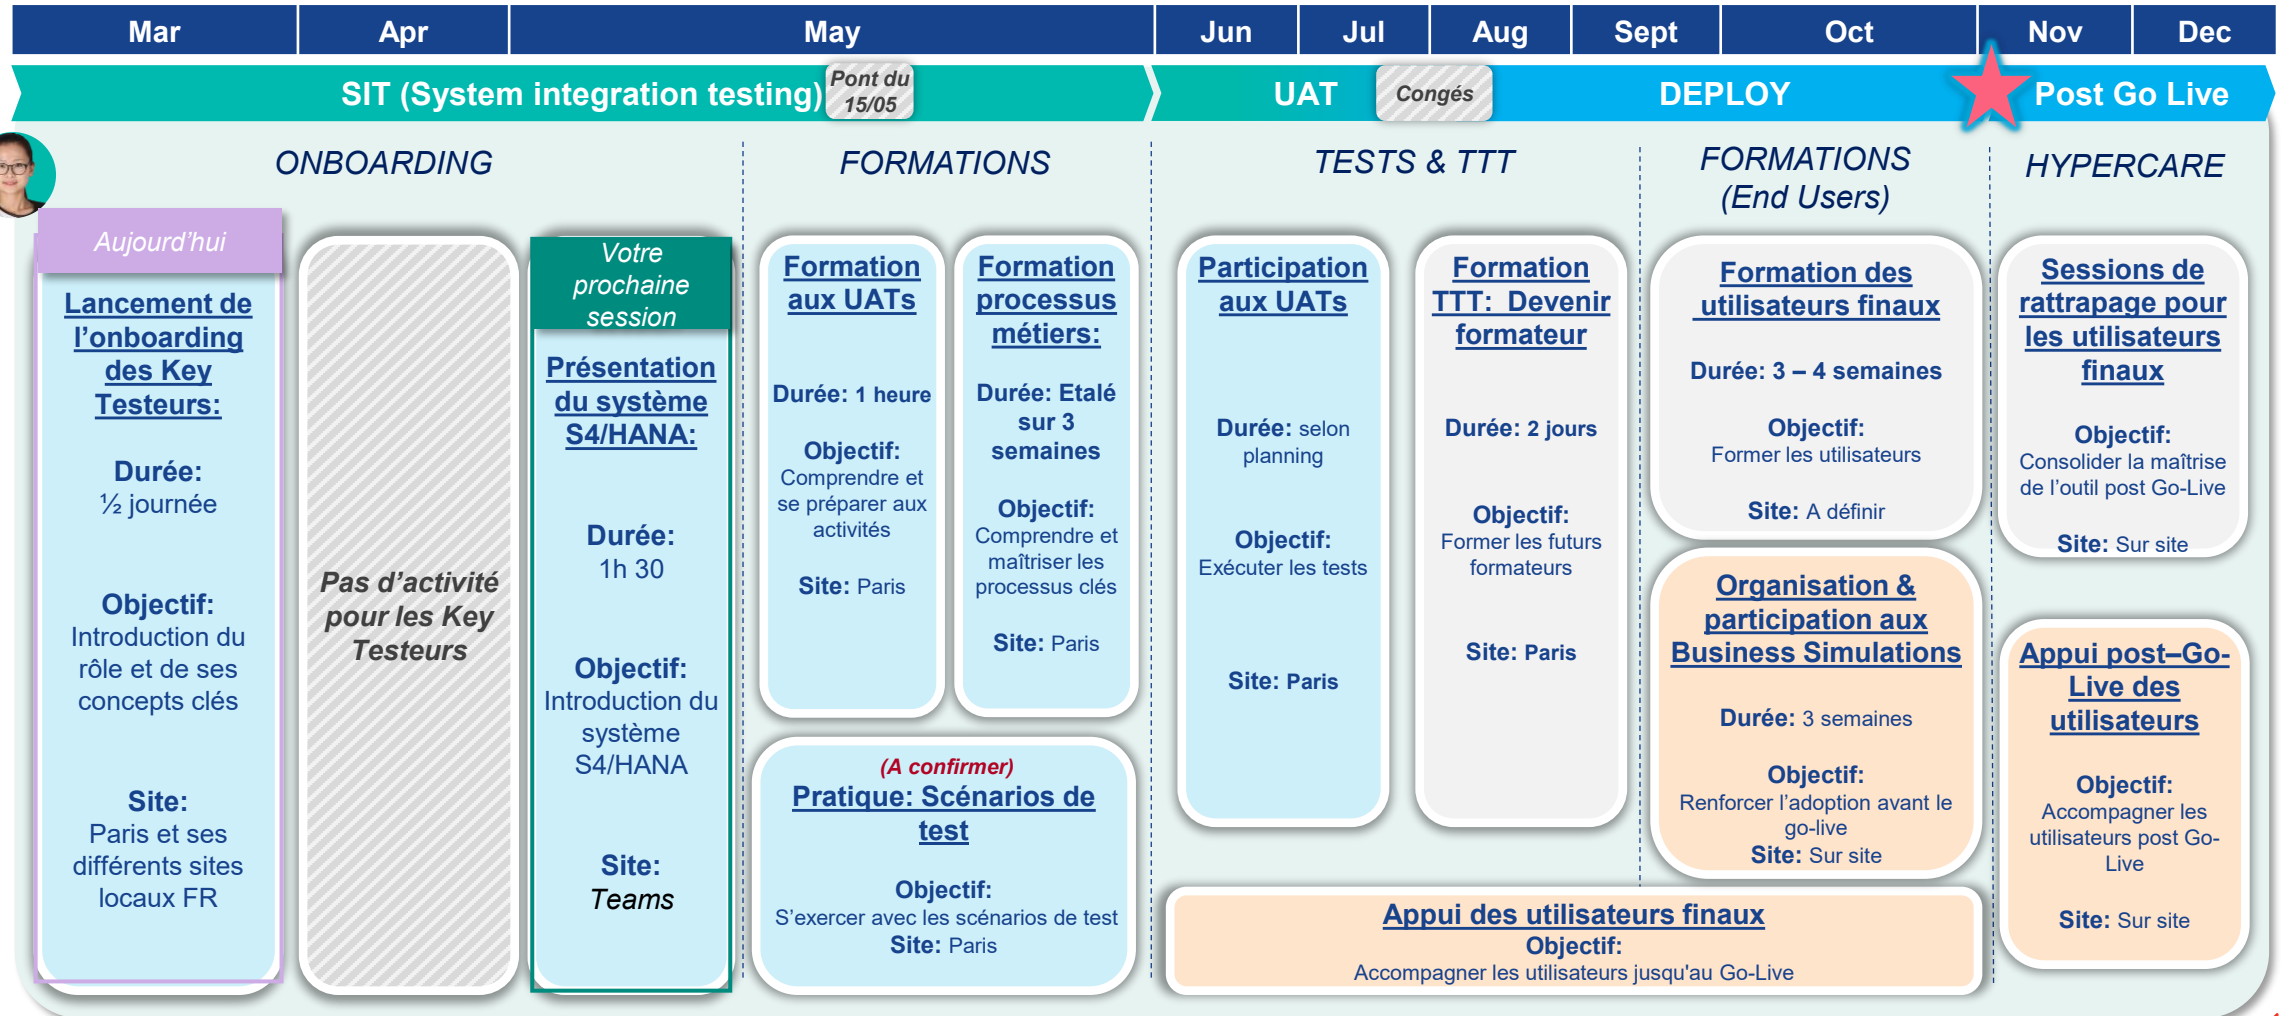 Mar
Apr
May
Jun
Jul
Aug
Sept
Oct
Nov
Dec
SIT (System integration testing)
Pont du
15/05
UAT
Congés
DEPLOY
Post Go Live
ONBOARDING
FORMATIONS
TESTS & TTT
FORMATIONS
(End Users)
HYPERCARE
Aujourd'hui
Lancement de
l'onboarding
des Key
Testeurs:
Durée:
½ journée
Objectif:
Introduction du
rôle et de ses
concepts clés
Site:
Paris et ses
différents sites
locaux FR
Pas d'activité
pour les Key
Testeurs
Votre
prochaine
session
Présentation
du système
S4/HANA:
Durée:
1h 30
Objectif:
Introduction du
système
S4/HANA
Site:
Teams
Formation
aux UATs
Durée: 1 heure
Objectif:
Comprendre et
se préparer aux
activités
Site: Paris
Formation
processus
métiers:
Durée: Etalé
sur 3
semaines
Objectif:
Comprendre et
maîtriser les
processus clés
Site: Paris
(A confirmer)
Pratique: Scénarios de
test
Objectif:
S'exercer avec les scénarios de test
Site: Paris
Participation
aux UATs
Durée: selon
planning
Objectif:
Exécuter les tests
Site: Paris
Formation
TTT: Devenir
formateur
Durée: 2 jours
Objectif:
Former les futurs
formateurs
Site: Paris
Formation des
utilisateurs finaux
Durée: 3 – 4 semaines
Objectif:
Former les utilisateurs
Site: A définir
Organisation &
participation aux
Business Simulations
Durée: 3 semaines
Objectif:
Renforcer l'adoption avant le
go-live
Site: Sur site
Appui des utilisateurs finaux
Objectif:
Accompagner les utilisateurs jusqu'au Go-Live
Sessions de
rattrapage pour
les utilisateurs
finaux
Objectif:
Consolider la maîtrise
de l'outil post Go-Live
Site: Sur site
Appui post–Go-
Live des
utilisateurs
Objectif:
Accompagner les
utilisateurs post Go-
Live
Site: Sur site